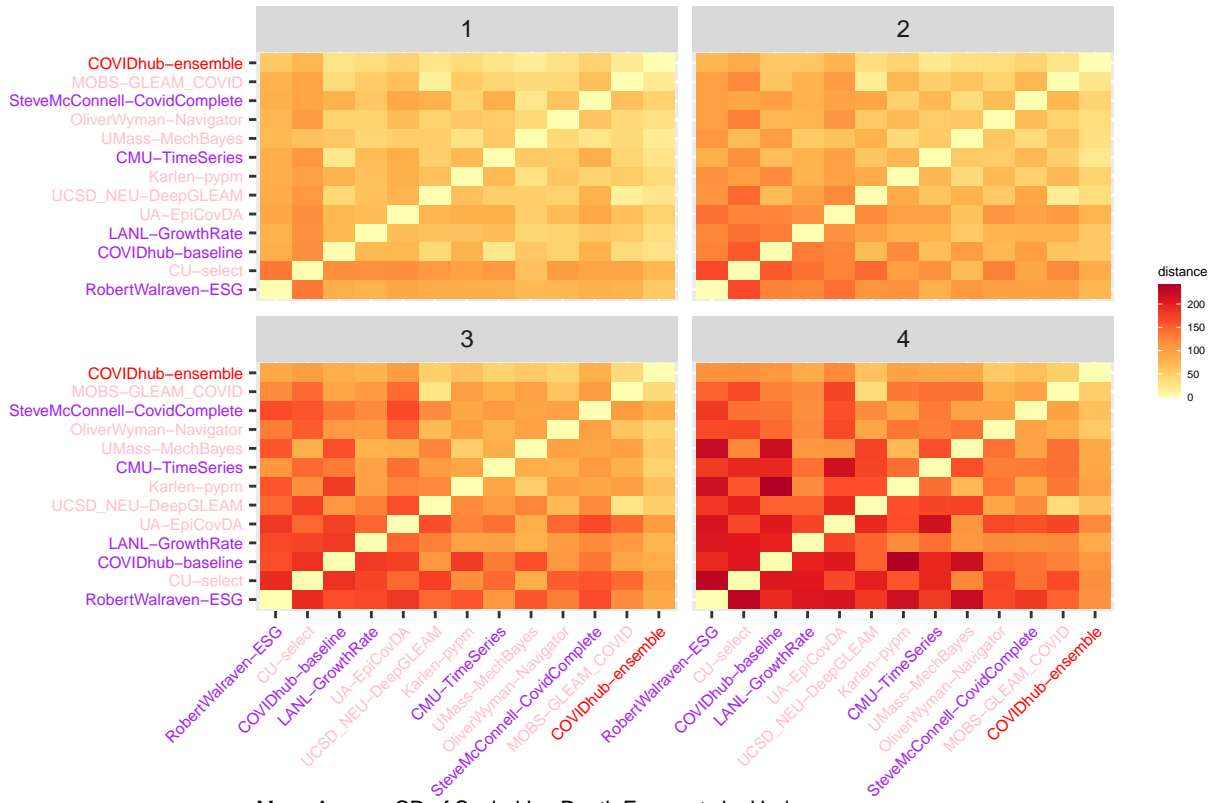 1
2
COVIDhub-ensemble
MOBS-GLEAM_COVID
SteveMcConnell-CovidComplete
OliverWyman-Navigator
UMass-MechBayes
CMU-TimeSeries
Karlen-pypm
UCSD_NEU-DeepGLEAM
UA-EpiCovDA
LANL-GrowthRate
COVIDhub-baseline
CU-select
RobertWalraven-ESG
distance
200
150
100
50
0
3
4
COVIDhub-ensemble
MOBS-GLEAM_COVID
SteveMcConnell-CovidComplete
OliverWyman-Navigator
UMass-MechBayes
CMU-TimeSeries
Karlen-pypm
UCSD_NEU-DeepGLEAM
UA-EpiCovDA
LANL-GrowthRate
COVIDhub-baseline
CU-select
RobertWalraven-ESG
RobertWalraven-ESG
CU-select
COVIDhub-baseline
LANL-GrowthRate
UA-EpiCovDA
UCSD_NEU-DeepGLEAM
Karlen-pypm
CMU-TimeSeries
UMass-MechBayes
OliverWyman-Navigator
SteveMcConnell-CovidComplete
MOBS-GLEAM_COVID
COVIDhub-ensemble
RobertWalraven-ESG
CU-select
COVIDhub-baseline
LANL-GrowthRate
UA-EpiCovDA
UCSD_NEU-DeepGLEAM
Karlen-pypm
CMU-TimeSeries
UMass-MechBayes
OliverWyman-Navigator
SteveMcConnell-CovidComplete
MOBS-GLEAM_COVID
COVIDhub-ensemble